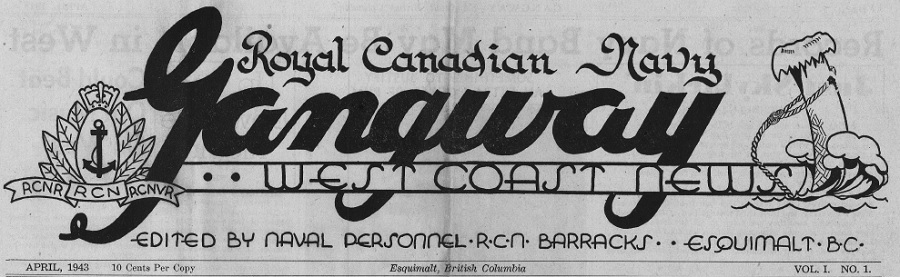 Royal Canadian Navy
Gangway
RCNR RCN RCNVR
·· WEST COAST NEWS
EDITED BY NAVAL PERSONNEL·R·C·N· BARRACKS·· ESQUIMALT·B·C·
APRIL, 1943 10 Cents Per Copy Esquimalt, British Columbia VOL. I. NO. 1.